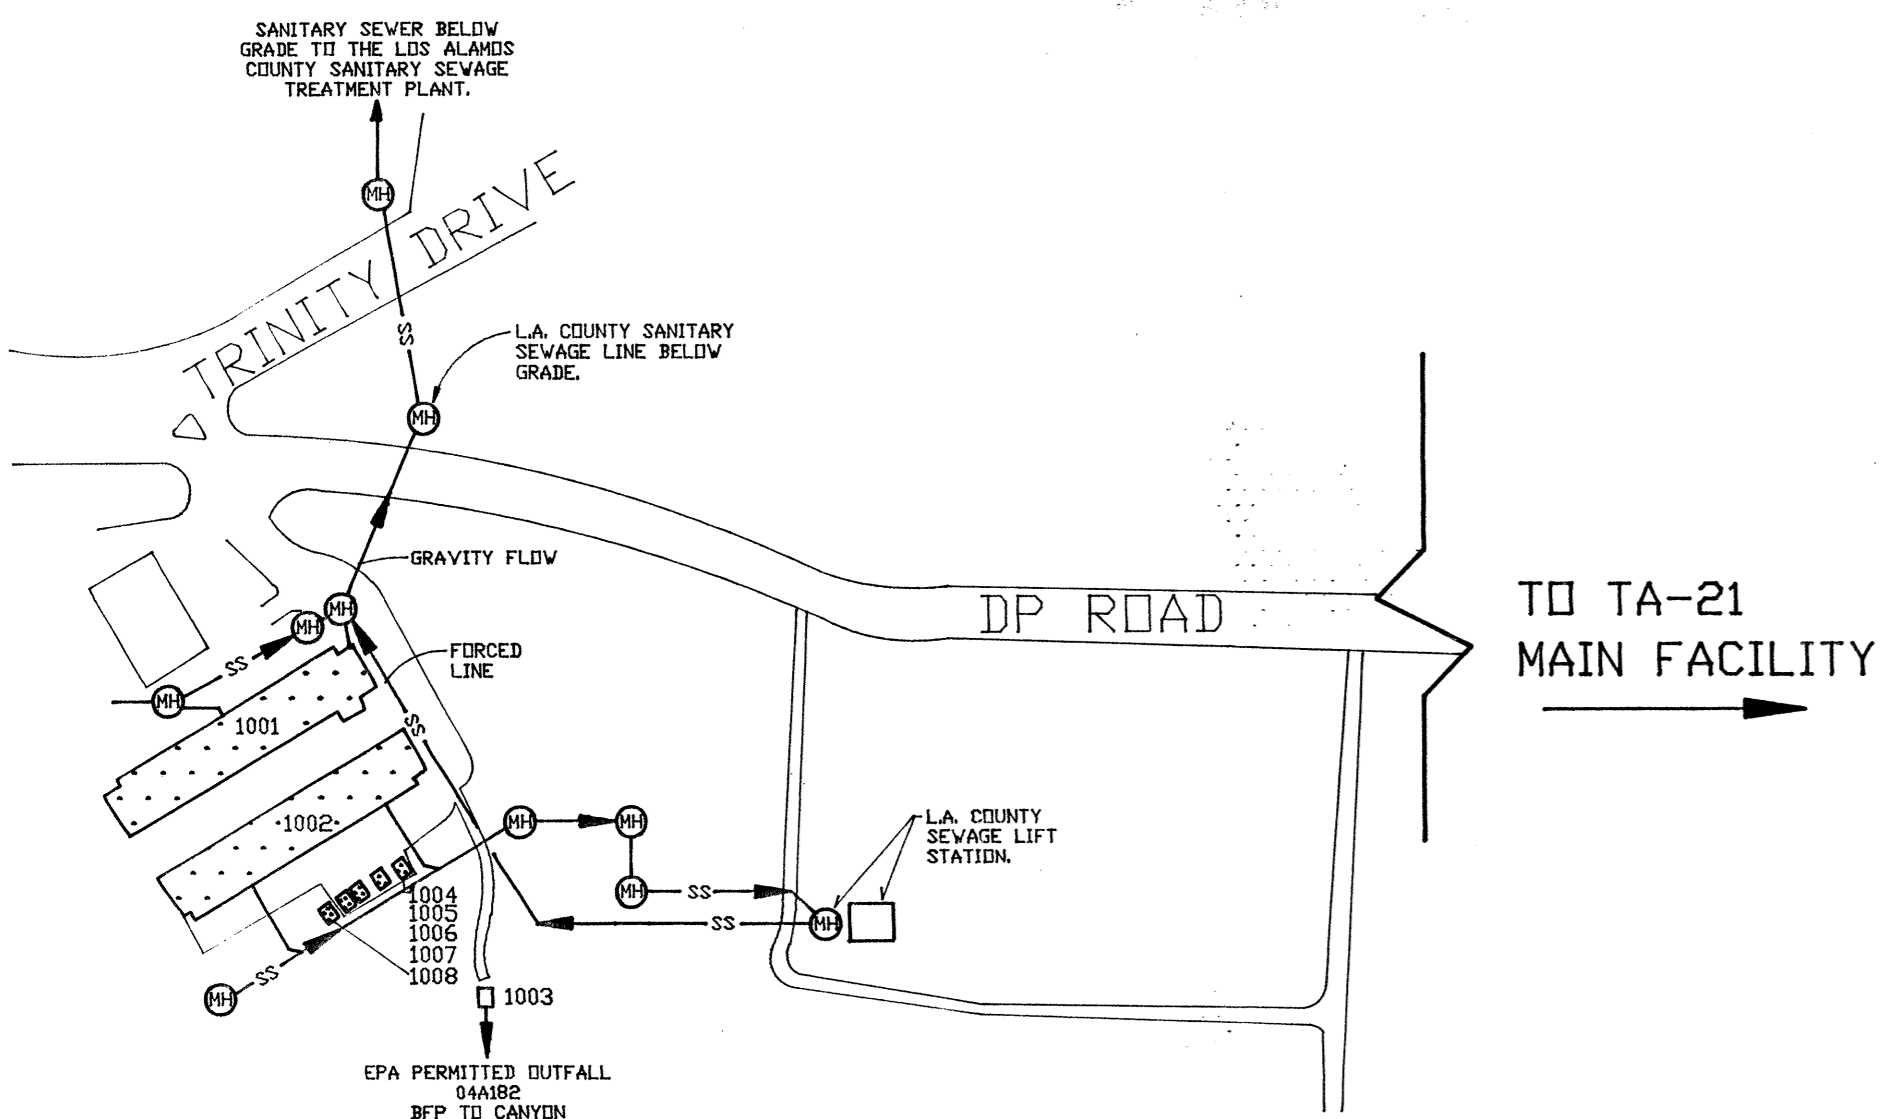 SANITARY SEWER BELOW
GRADE TO THE LOS ALAMOS
COUNTY SANITARY SEWAGE
TREATMENT PLANT.
MH
TRINITY DRIVE
SS
L.A. COUNTY SANITARY
SEWAGE LINE BELOW
GRADE.
MH
GRAVITY FLOW
DP ROAD
TO TA-21
MAIN FACILITY
MH
MH
SS
MH
FORCED
LINE
SS
1001
1002
MH
MH
L.A. COUNTY
SEWAGE LIFT
STATION.
MH
SS
SS
MH
1004
1005
1006
1007
1008
SS
MH
1003
EPA PERMITTED OUTFALL
04A182
BFP TO CANYON